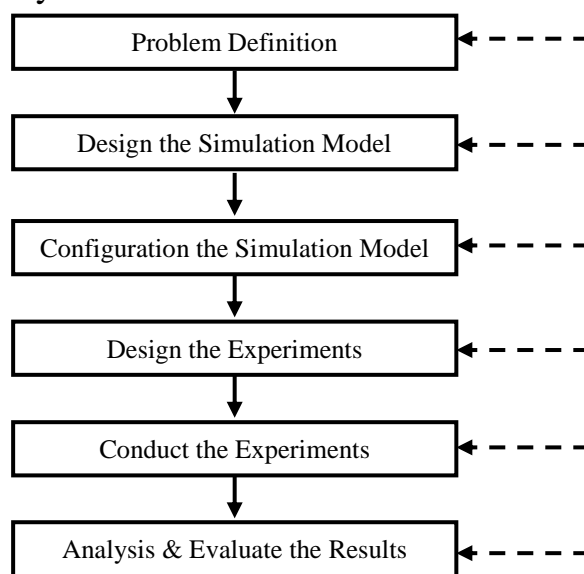 Problem Definition
Design the Simulation Model
Configuration the Simulation Model
Design the Experiments
Conduct the Experiments
Analysis & Evaluate the Results